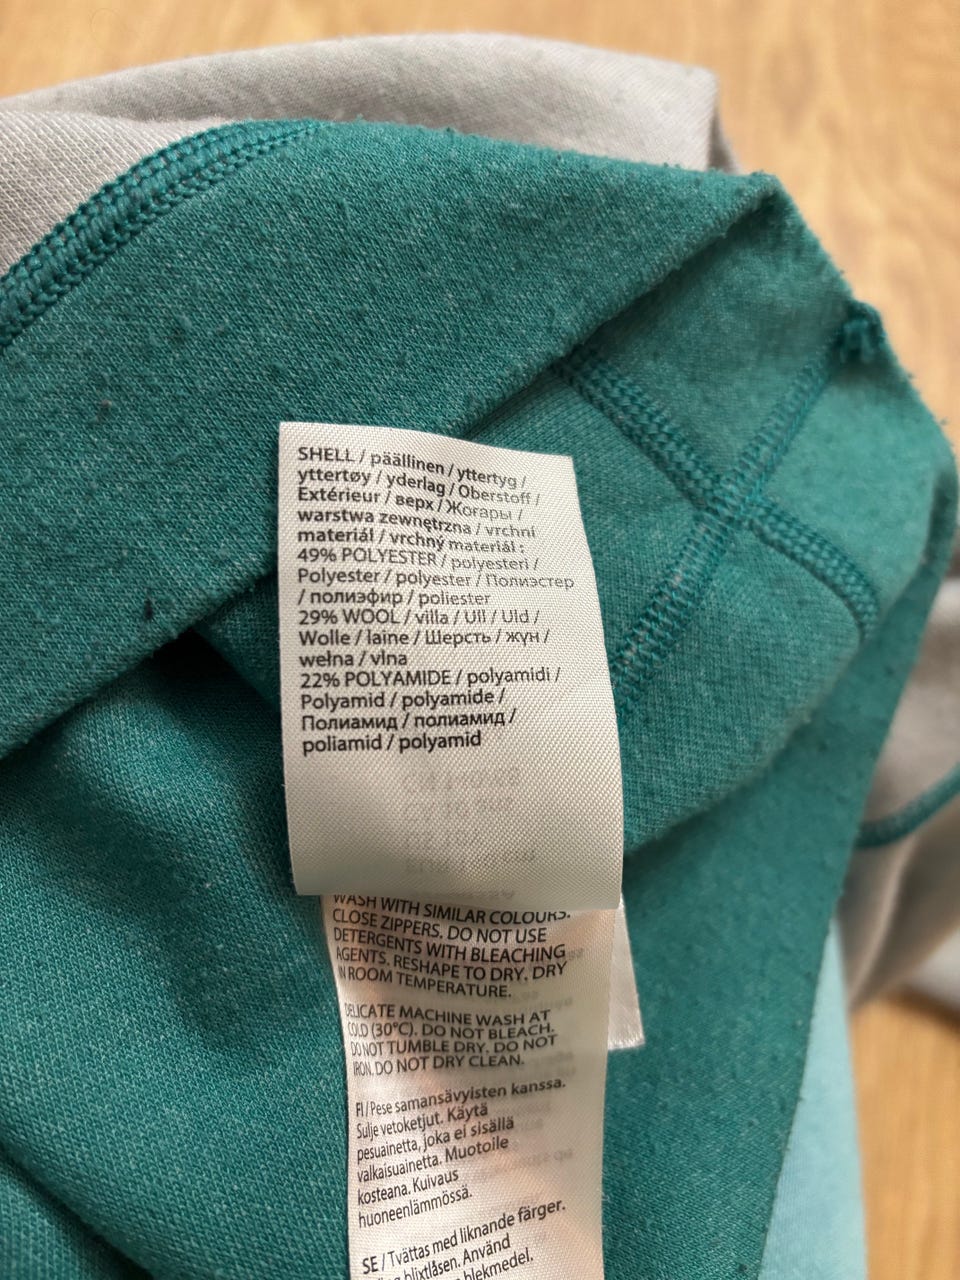 SHELL / päällinen / yttertyg /
yttertøy / yderlag / Oberstoff /
Extérieur / верх / Жоғары /
warstwa zewnętrzna / vrchní
materiál / vrchný materiál :
49% POLYESTER / polyesteri /
Polyester / polyester / Полиэстер
/ полиэфир / poliester
29% WOOL / villa / Ull / Uld /
Wolle / laine / Шерсть / жүн /
wełna / vlna
22% POLYAMIDE / polyamidi /
Polyamid / polyamide /
Полиамид / полиамид /
poliamid / polyamid
WASH WITH SIMILAR COLOURS.
CLOSE ZIPPERS. DO NOT USE
DETERGENTS WITH BLEACHING
AGENTS. RESHAPE TO DRY. DRY
IN ROOM TEMPERATURE.
DELICATE MACHINE WASH AT
COLD (30°C). DO NOT BLEACH.
DO NOT TUMBLE DRY. DO NOT
IRON. DO NOT DRY CLEAN.
FI / Pese samansävyisten kanssa.
Sulje vetoketjut. Käytä
pesuainetta, joka ei sisällä
valkaisuainetta. Muotoile
kosteana. Kuivaus
huoneenlämmössä.
SE / Tvättas med liknande färger.
blixtlåsen. Använd
blekmedel.